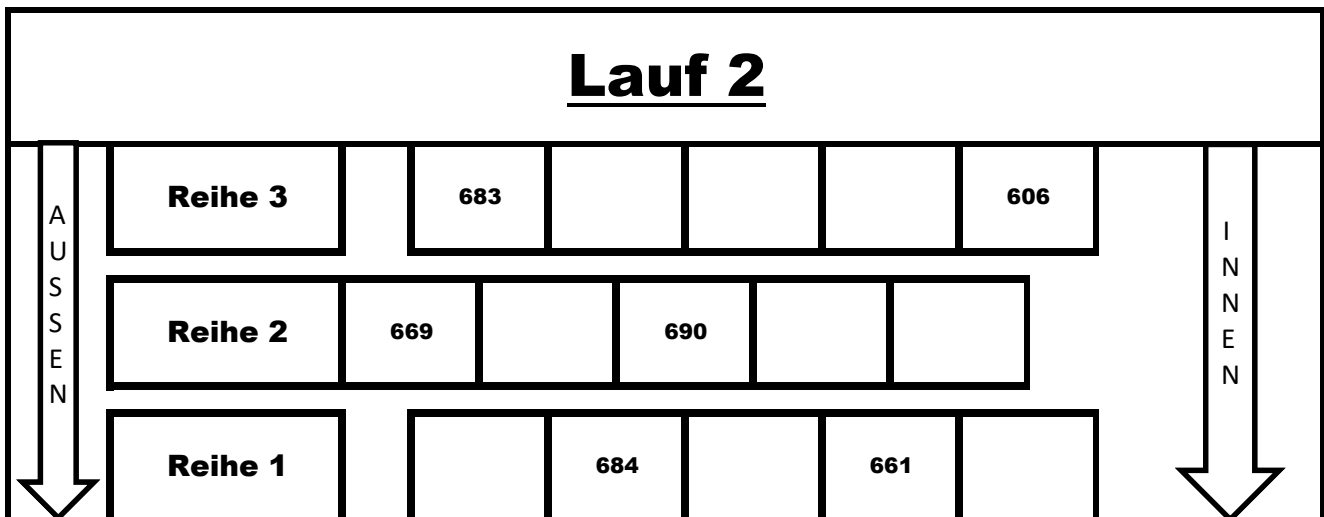 Lauf 2
Reihe 3 683 606
Reihe 2 669 690
Reihe 1 684 661
AUSSEN
INNEN